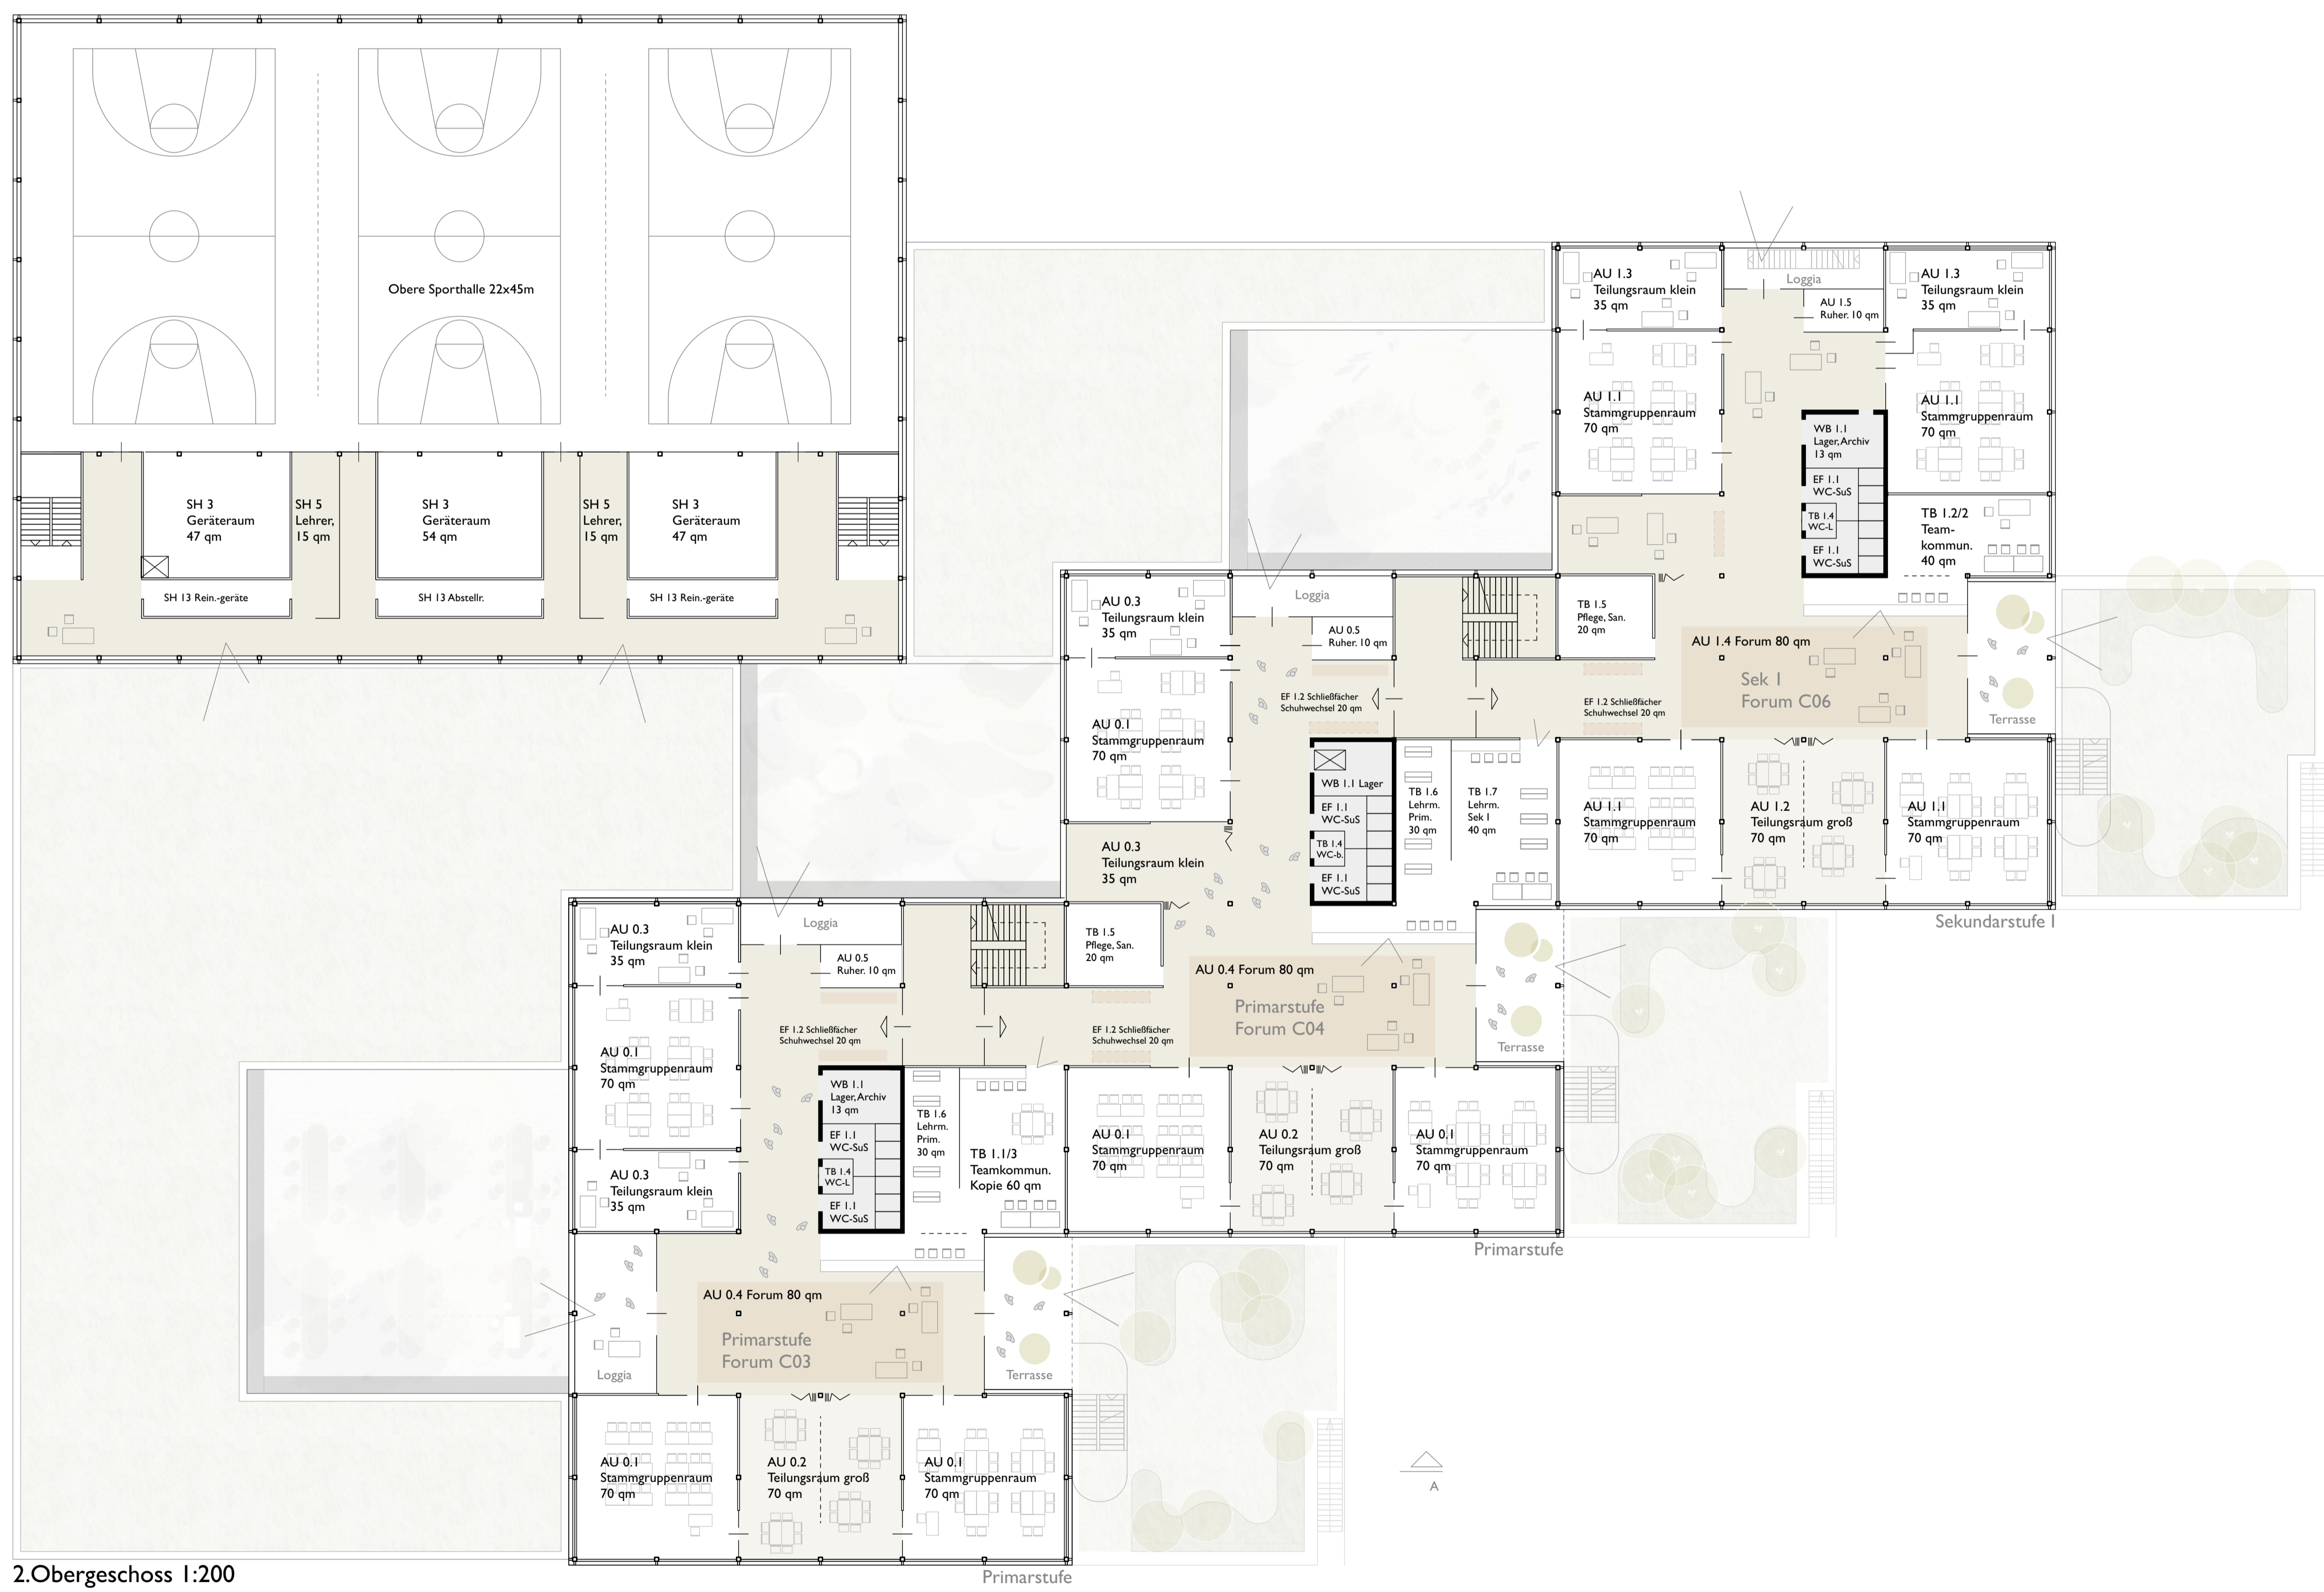 Obere Sporthalle 22x45m
SH 3
Geräteraum
47 qm
SH 5
Lehrer,
15 qm
SH 3
Geräteraum
54 qm
SH 5
Lehrer,
15 qm
SH 3
Geräteraum
47 qm
SH 13 Rein.-geräte
SH 13 Abstellr.
SH 13 Rein.-geräte
AU 1.3
Teilungsraum klein
35 qm
Loggia
AU 1.5
Ruher. 10 qm
AU 1.3
Teilungsraum klein
35 qm
AU 1.1
Stammgruppenraum
70 qm
AU 1.1
Stammgruppenraum
70 qm
WB 1.1
Lager, Archiv
13 qm
EF 1.1
WC-SuS
TB 1.4
WC-L
EF 1.1
WC-SuS
TB 1.2/2
Team-
kommun.
40 qm
TB 1.5
Pflege, San.
20 qm
AU 1.4 Forum 80 qm
Sek 1
Forum C06
EF 1.2 Schließfächer
Schuhwechsel 20 qm
Terrasse
AU 1.1
Stammgruppenraum
70 qm
AU 1.2
Teilungsraum groß
70 qm
AU 1.1
Stammgruppenraum
70 qm
Sekundarstufe I
AU 0.3
Teilungsraum klein
35 qm
Loggia
AU 0.5
Ruher. 10 qm
EF 1.2 Schließfächer
Schuhwechsel 20 qm
AU 0.1
Stammgruppenraum
70 qm
WB 1.1 Lager
EF 1.1
WC-SuS
TB 1.4
WC-b.
EF 1.1
WC-SuS
TB 1.6
Lehrm.
Prim.
30 qm
TB 1.7
Lehrm.
Sek I
40 qm
AU 0.3
Teilungsraum klein
35 qm
TB 1.5
Pflege, San.
20 qm
AU 0.4 Forum 80 qm
Primarstufe
Forum C04
EF 1.2 Schließfächer
Schuhwechsel 20 qm
Terrasse
AU 0.1
Stammgruppenraum
70 qm
AU 0.2
Teilungsraum groß
70 qm
AU 0.1
Stammgruppenraum
70 qm
Primarstufe
AU 0.3
Teilungsraum klein
35 qm
Loggia
AU 0.5
Ruher. 10 qm
EF 1.2 Schließfächer
Schuhwechsel 20 qm
AU 0.1
Stammgruppenraum
70 qm
WB 1.1
Lager, Archiv
13 qm
EF 1.1
WC-SuS
TB 1.4
WC-L
EF 1.1
WC-SuS
TB 1.6
Lehrm.
Prim.
30 qm
TB 1.1/3
Teamkommun.
Kopie 60 qm
AU 0.3
Teilungsraum klein
35 qm
AU 0.4 Forum 80 qm
Primarstufe
Forum C03
Loggia
Terrasse
AU 0.1
Stammgruppenraum
70 qm
AU 0.2
Teilungsraum groß
70 qm
AU 0.1
Stammgruppenraum
70 qm
A
Primarstufe
2.Obergeschoss 1:200